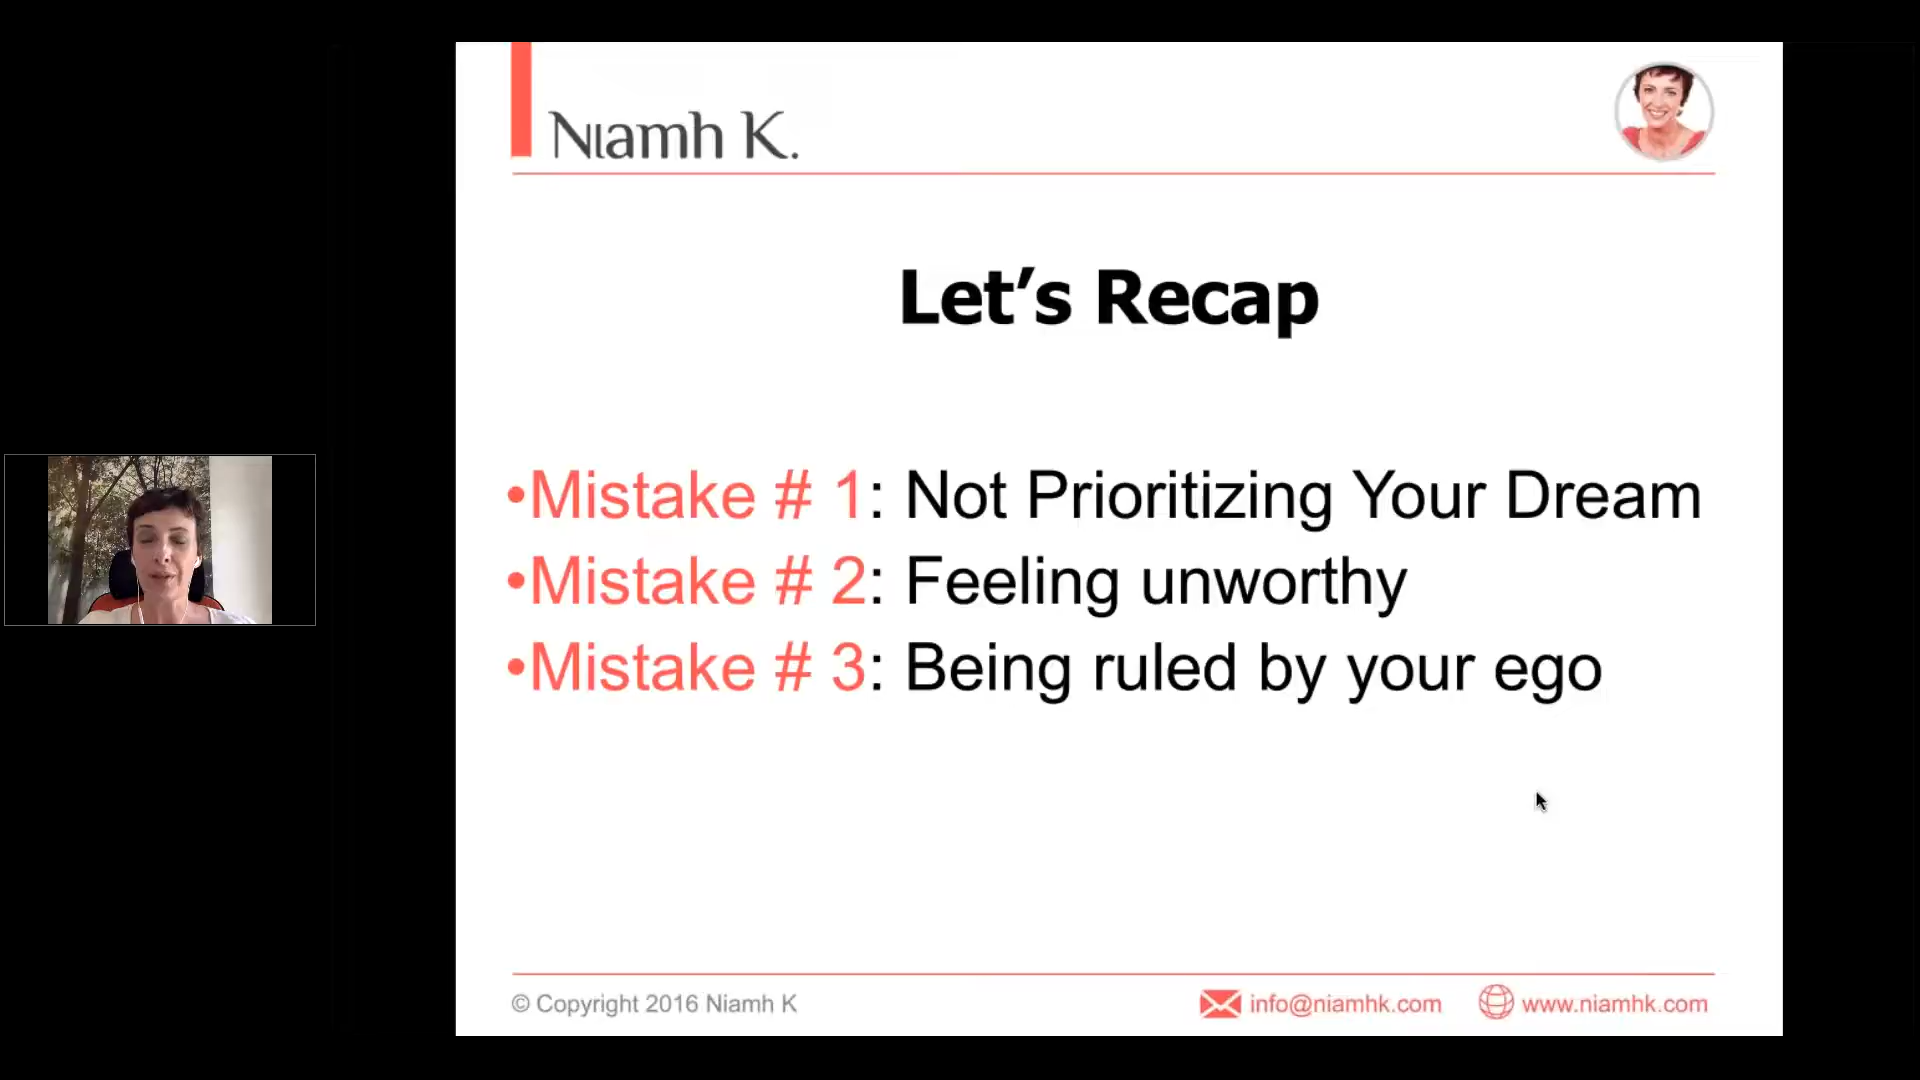 Niamh K.
Let’s Recap
•Mistake # 1: Not Prioritizing Your Dream
•Mistake # 2: Feeling unworthy
•Mistake # 3: Being ruled by your ego
© Copyright 2016 Niamh K
info@niamhk.com
www.niamhk.com